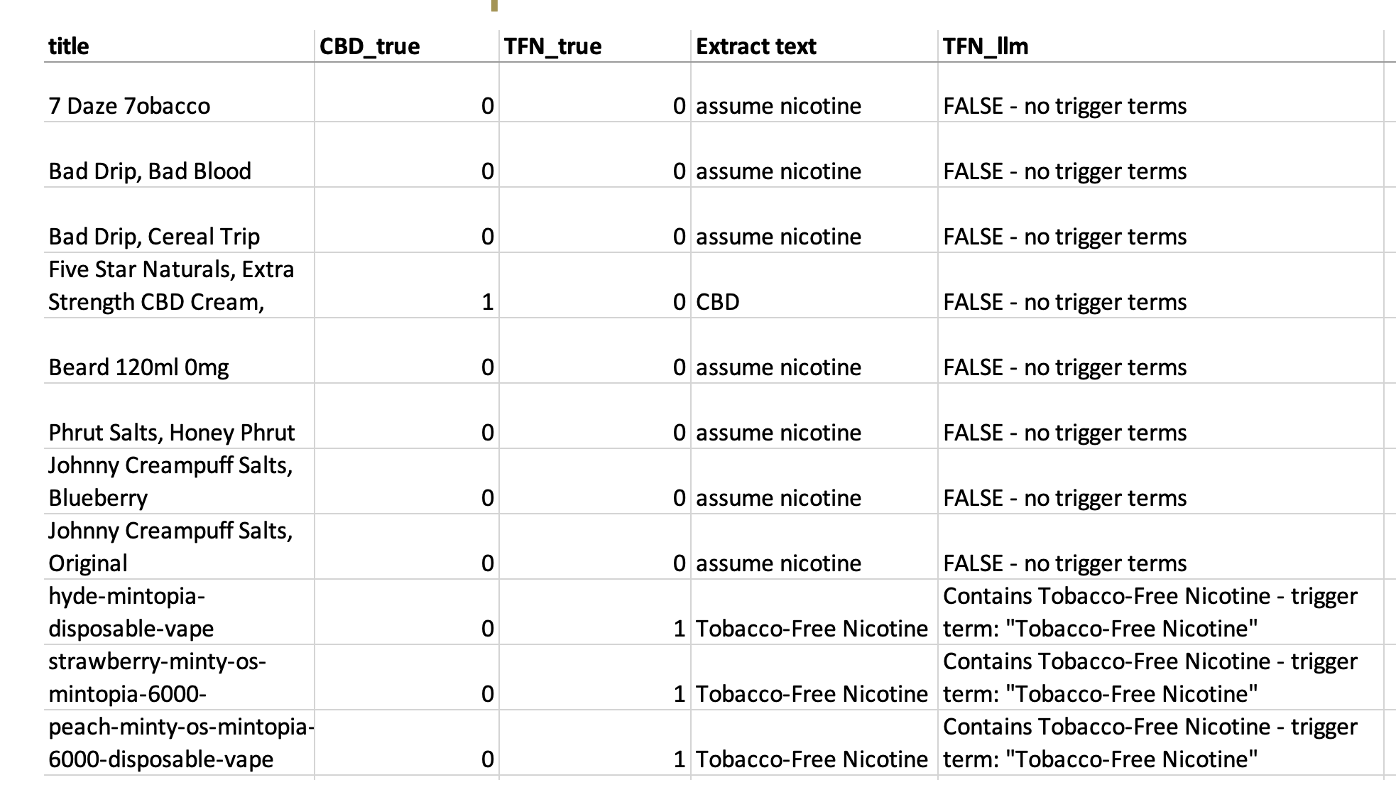 title CBD_true TFN_true Extract text TFN_llm
7 Daze 7obacco 0 0 assume nicotine FALSE - no trigger terms
Bad Drip, Bad Blood 0 0 assume nicotine FALSE - no trigger terms
Bad Drip, Cereal Trip 0 0 assume nicotine FALSE - no trigger terms
Five Star Naturals, Extra
Strength CBD Cream, 1 0 CBD FALSE - no trigger terms
Beard 120ml 0mg 0 0 assume nicotine FALSE - no trigger terms
Phrut Salts, Honey Phrut 0 0 assume nicotine FALSE - no trigger terms
Johnny Creampuff Salts,
Blueberry 0 0 assume nicotine FALSE - no trigger terms
Johnny Creampuff Salts,
Original 0 0 assume nicotine FALSE - no trigger terms
hyde-mintopia- Contains Tobacco-Free Nicotine - trigger
disposable-vape 0 1 Tobacco-Free Nicotine term: "Tobacco-Free Nicotine"
strawberry-minty-os- Contains Tobacco-Free Nicotine - trigger
mintopia-6000- 0 1 Tobacco-Free Nicotine term: "Tobacco-Free Nicotine"
peach-minty-os-mintopia- Contains Tobacco-Free Nicotine - trigger
6000-disposable-vape 0 1 Tobacco-Free Nicotine term: "Tobacco-Free Nicotine"